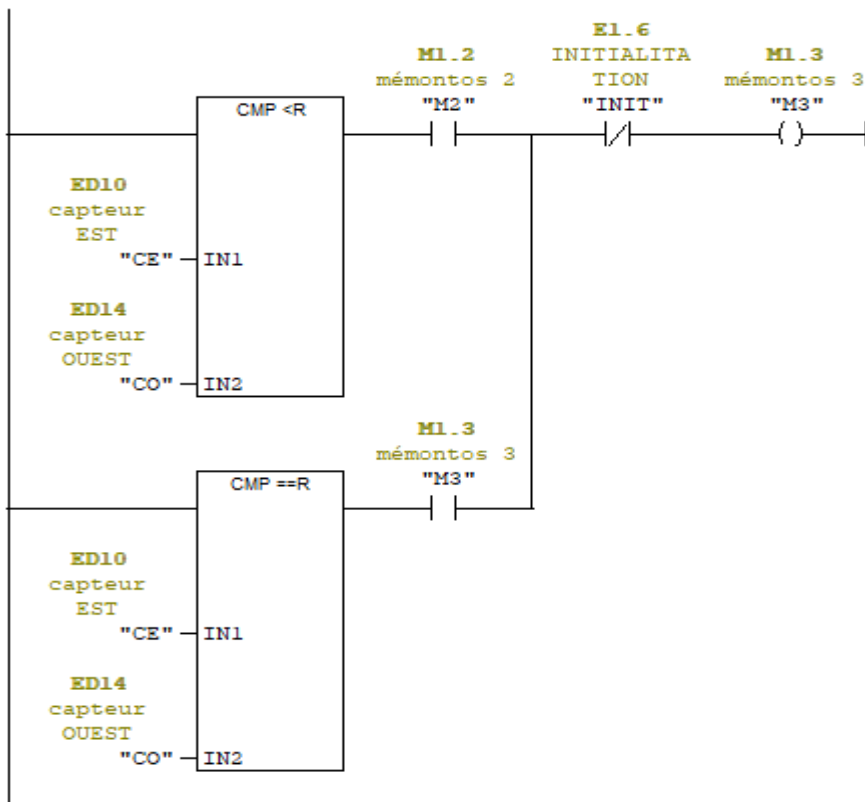 E1.6
M1.2 INITIALITA M1.3
mémontos 2 TION mémontos 3
"M2" "INIT" "M3"
CMP <R
ED10
capteur
EST
"CE" IN1
ED14
capteur
OUEST
"CO" IN2
M1.3
mémontos 3
"M3"
CMP ==R
ED10
capteur
EST
"CE" IN1
ED14
capteur
OUEST
"CO" IN2